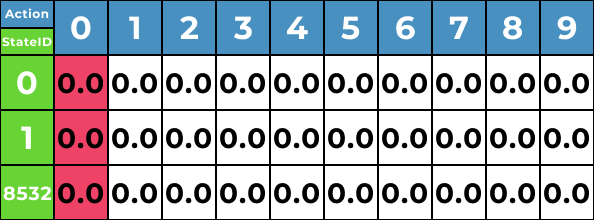 Action 0 1 2 3 4 5 6 7 8 9
StateID
0 0.0 0.0 0.0 0.0 0.0 0.0 0.0 0.0 0.0 0.0
1 0.0 0.0 0.0 0.0 0.0 0.0 0.0 0.0 0.0 0.0
8532 0.0 0.0 0.0 0.0 0.0 0.0 0.0 0.0 0.0 0.0